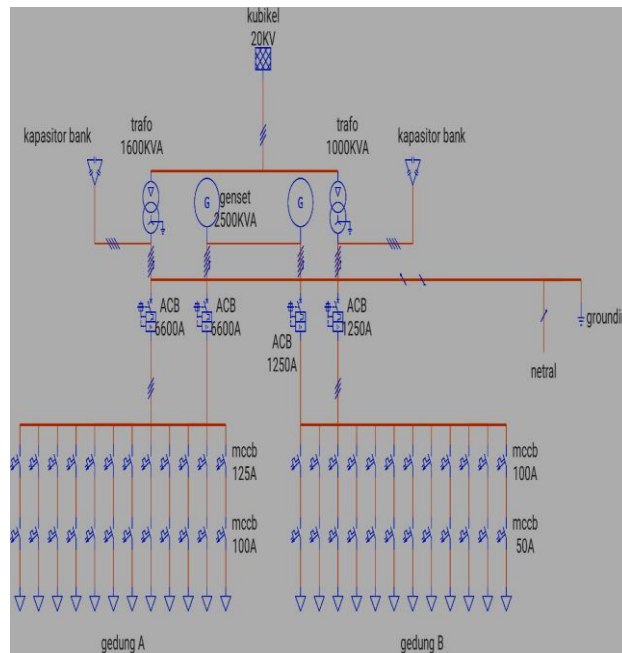 kubikel
20KV
kapasitor bank
trafo
1600KVA
trafo
1000KVA
kapasitor bank
G
genset
2500KVA
G
ACB
6600A
ACB
6600A
ACB
1250A
ACB
1250A
groundin
netral
mccb
125A
mccb
100A
mccb
100A
mccb
50A
gedung A
gedung B